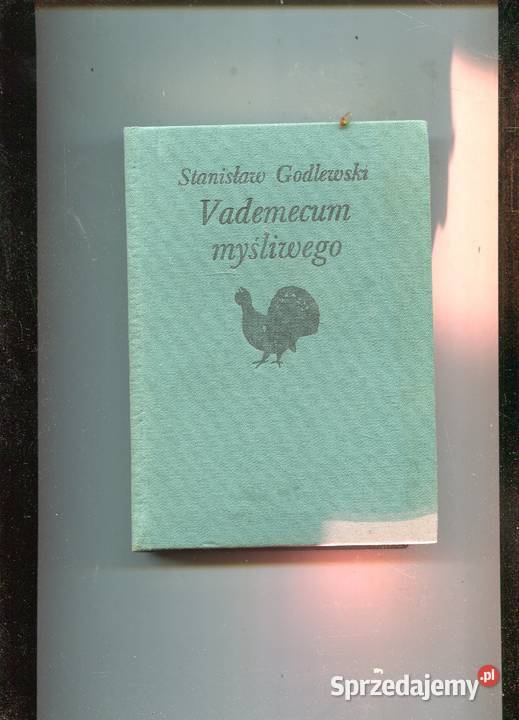 Stanisław Godlewski
Vademecum
myśliwego
Sprzedajemy.pl